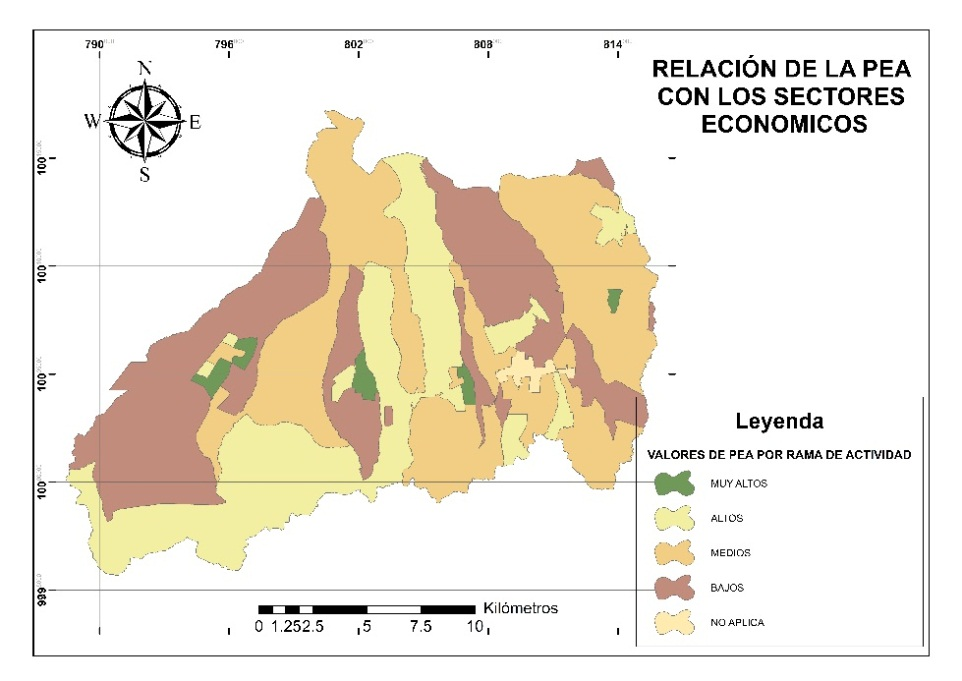 790 796 802 808 814
RELACIÓN DE LA PEA
CON LOS SECTORES
ECONOMICOS
N
W E
S
100
100
100
100
999
Leyenda
VALORES DE PEA POR RAMA DE ACTIVIDAD
MUY ALTOS
ALTOS
MEDIOS
BAJOS
NO APLICA
Kilómetros
0 1.25 2.5 5 7.5 10